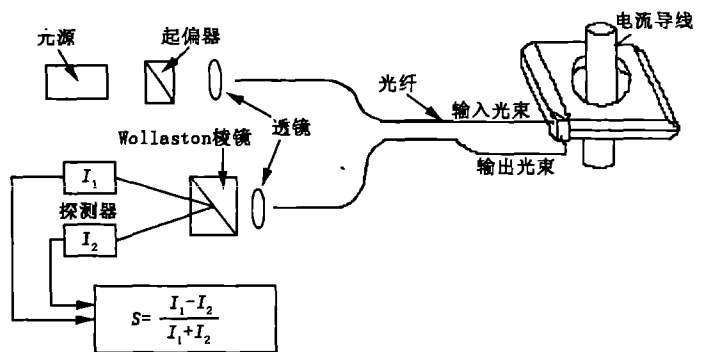 元源
起偏器
电流导线
光纤
输入光束
透镜
Wollaston棱镜
输出光束
I₁
探测器
I₂
S= I₁-I₂ / I₁+I₂